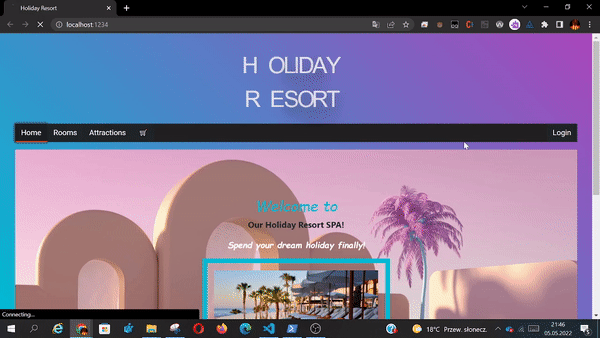 Holiday Resort
localhost:1234
H OLIDAY
R ESORT
Home Rooms Attractions Login
Welcome to
Our Holiday Resort SPA!
Spend your dream holiday finally!
Connecting...
18°C Przew. słonecz.
21:46
05.05.2022